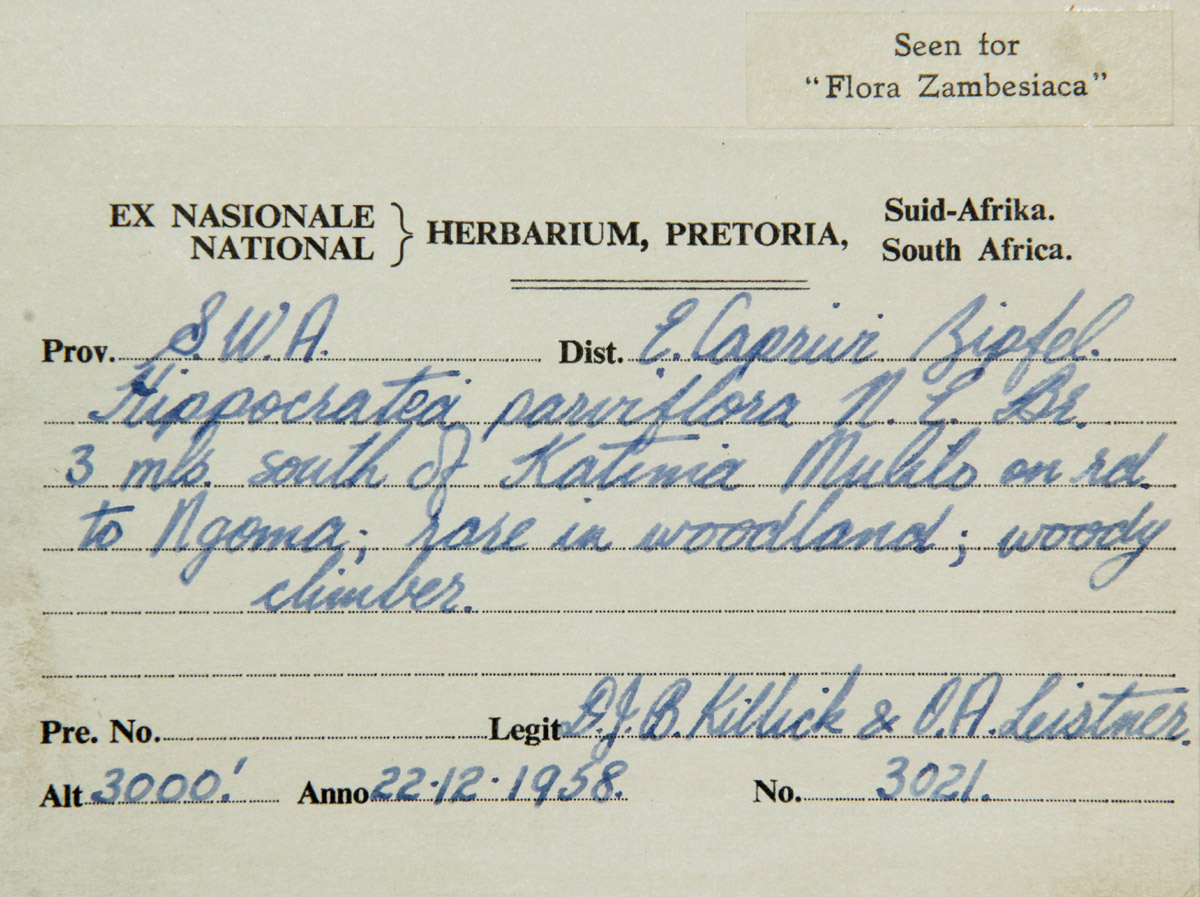 Seen for
"Flora Zambesiaca"
EX NASIONALE
NATIONAL } HERBARIUM, PRETORIA, Suid-Afrika.
South Africa.
Prov. S.W.A. Dist. E. Caprivi Zipfel.
Hippocratea parviflora N. E. Br.
3 mls. south of Katima Mulilo on rd.
to Ngoma; rare in woodland; woody
climber.
Pre. No. Legit D.J.B. Killick & O.A. Leistner.
Alt 3000'. Anno 22.12.1958. No. 3021.